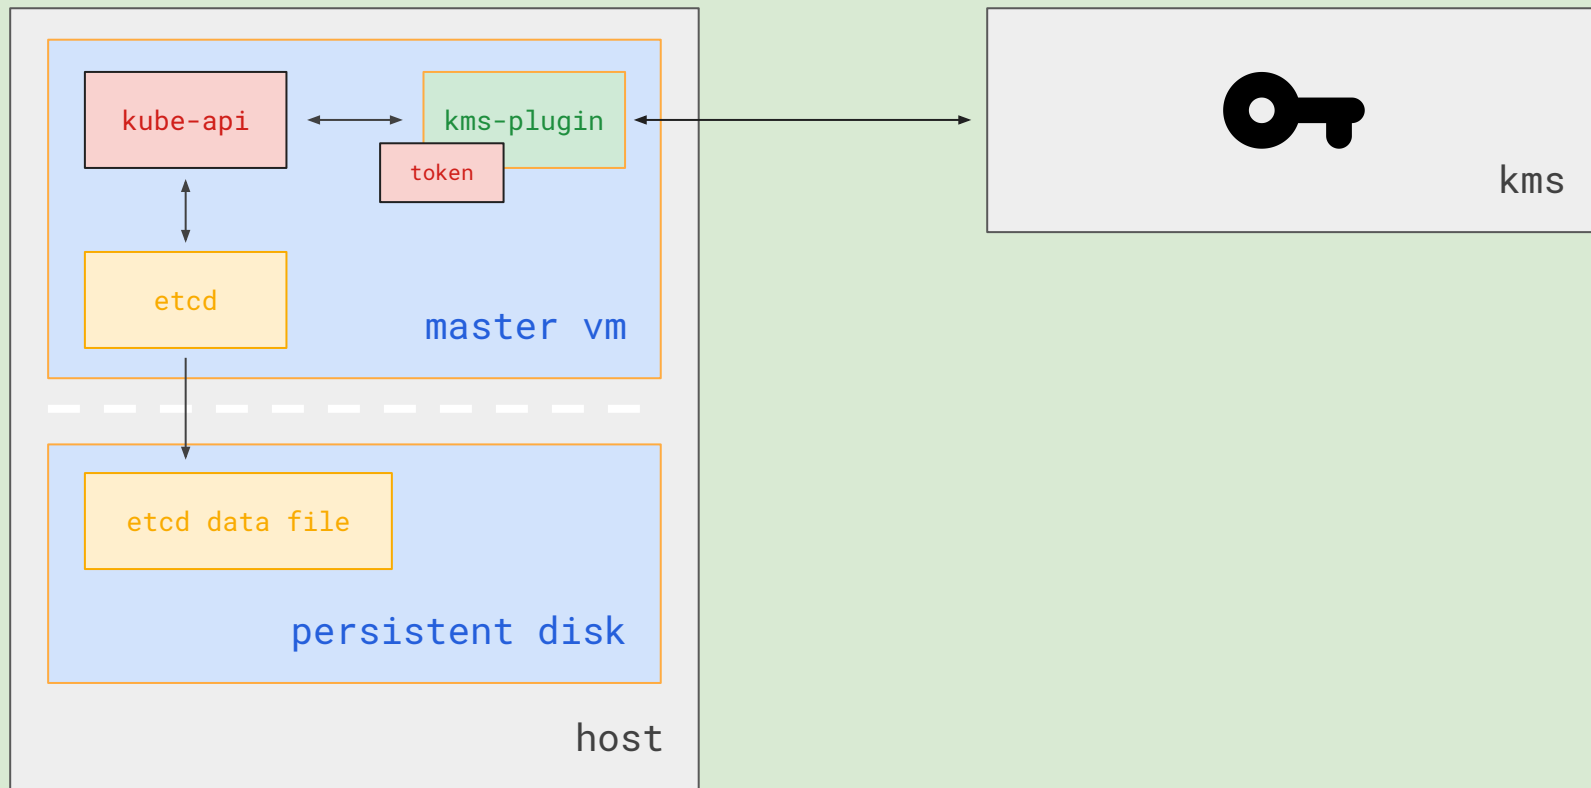 kube-api
kms-plugin
token
kms
etcd
master vm
etcd data file
persistent disk
host